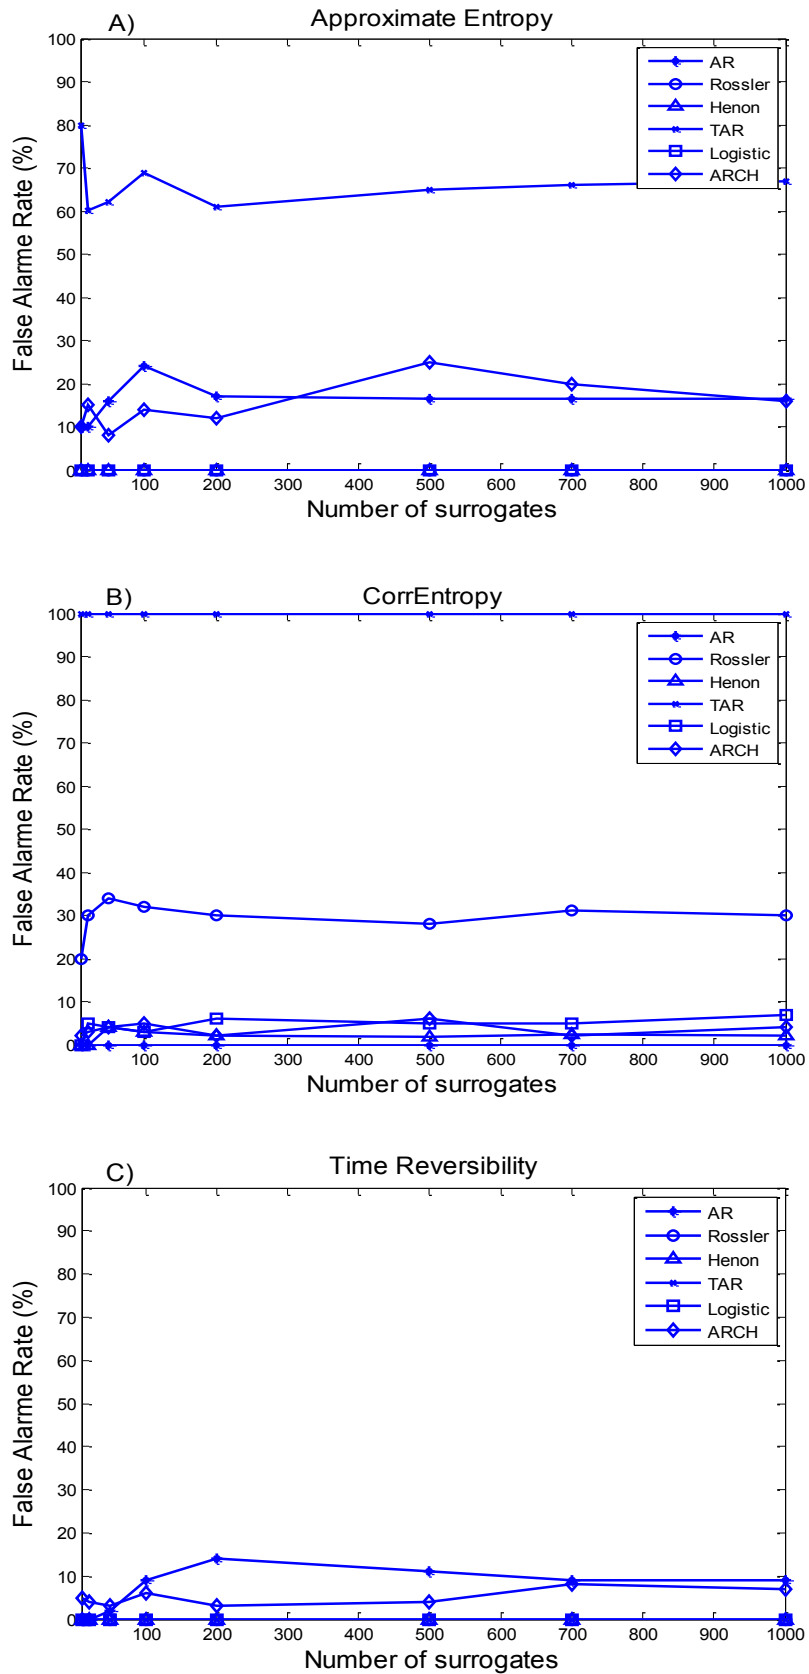 A)
Approximate Entropy
False Alarme Rate (%)
100
90
80
70
60
50
40
30
20
10
0
AR
Rossler
Henon
TAR
Logistic
ARCH
100 200 300 400 500 600 700 800 900 1000
Number of surrogates
B)
CorrEntropy
False Alarme Rate (%)
100
90
80
70
60
50
40
30
20
10
0
AR
Rossler
Henon
TAR
Logistic
ARCH
100 200 300 400 500 600 700 800 900 1000
Number of surrogates
C)
Time Reversibility
False Alarme Rate (%)
100
90
80
70
60
50
40
30
20
10
0
AR
Rossler
Henon
TAR
Logistic
ARCH
100 200 300 400 500 600 700 800 900 1000
Number of surrogates